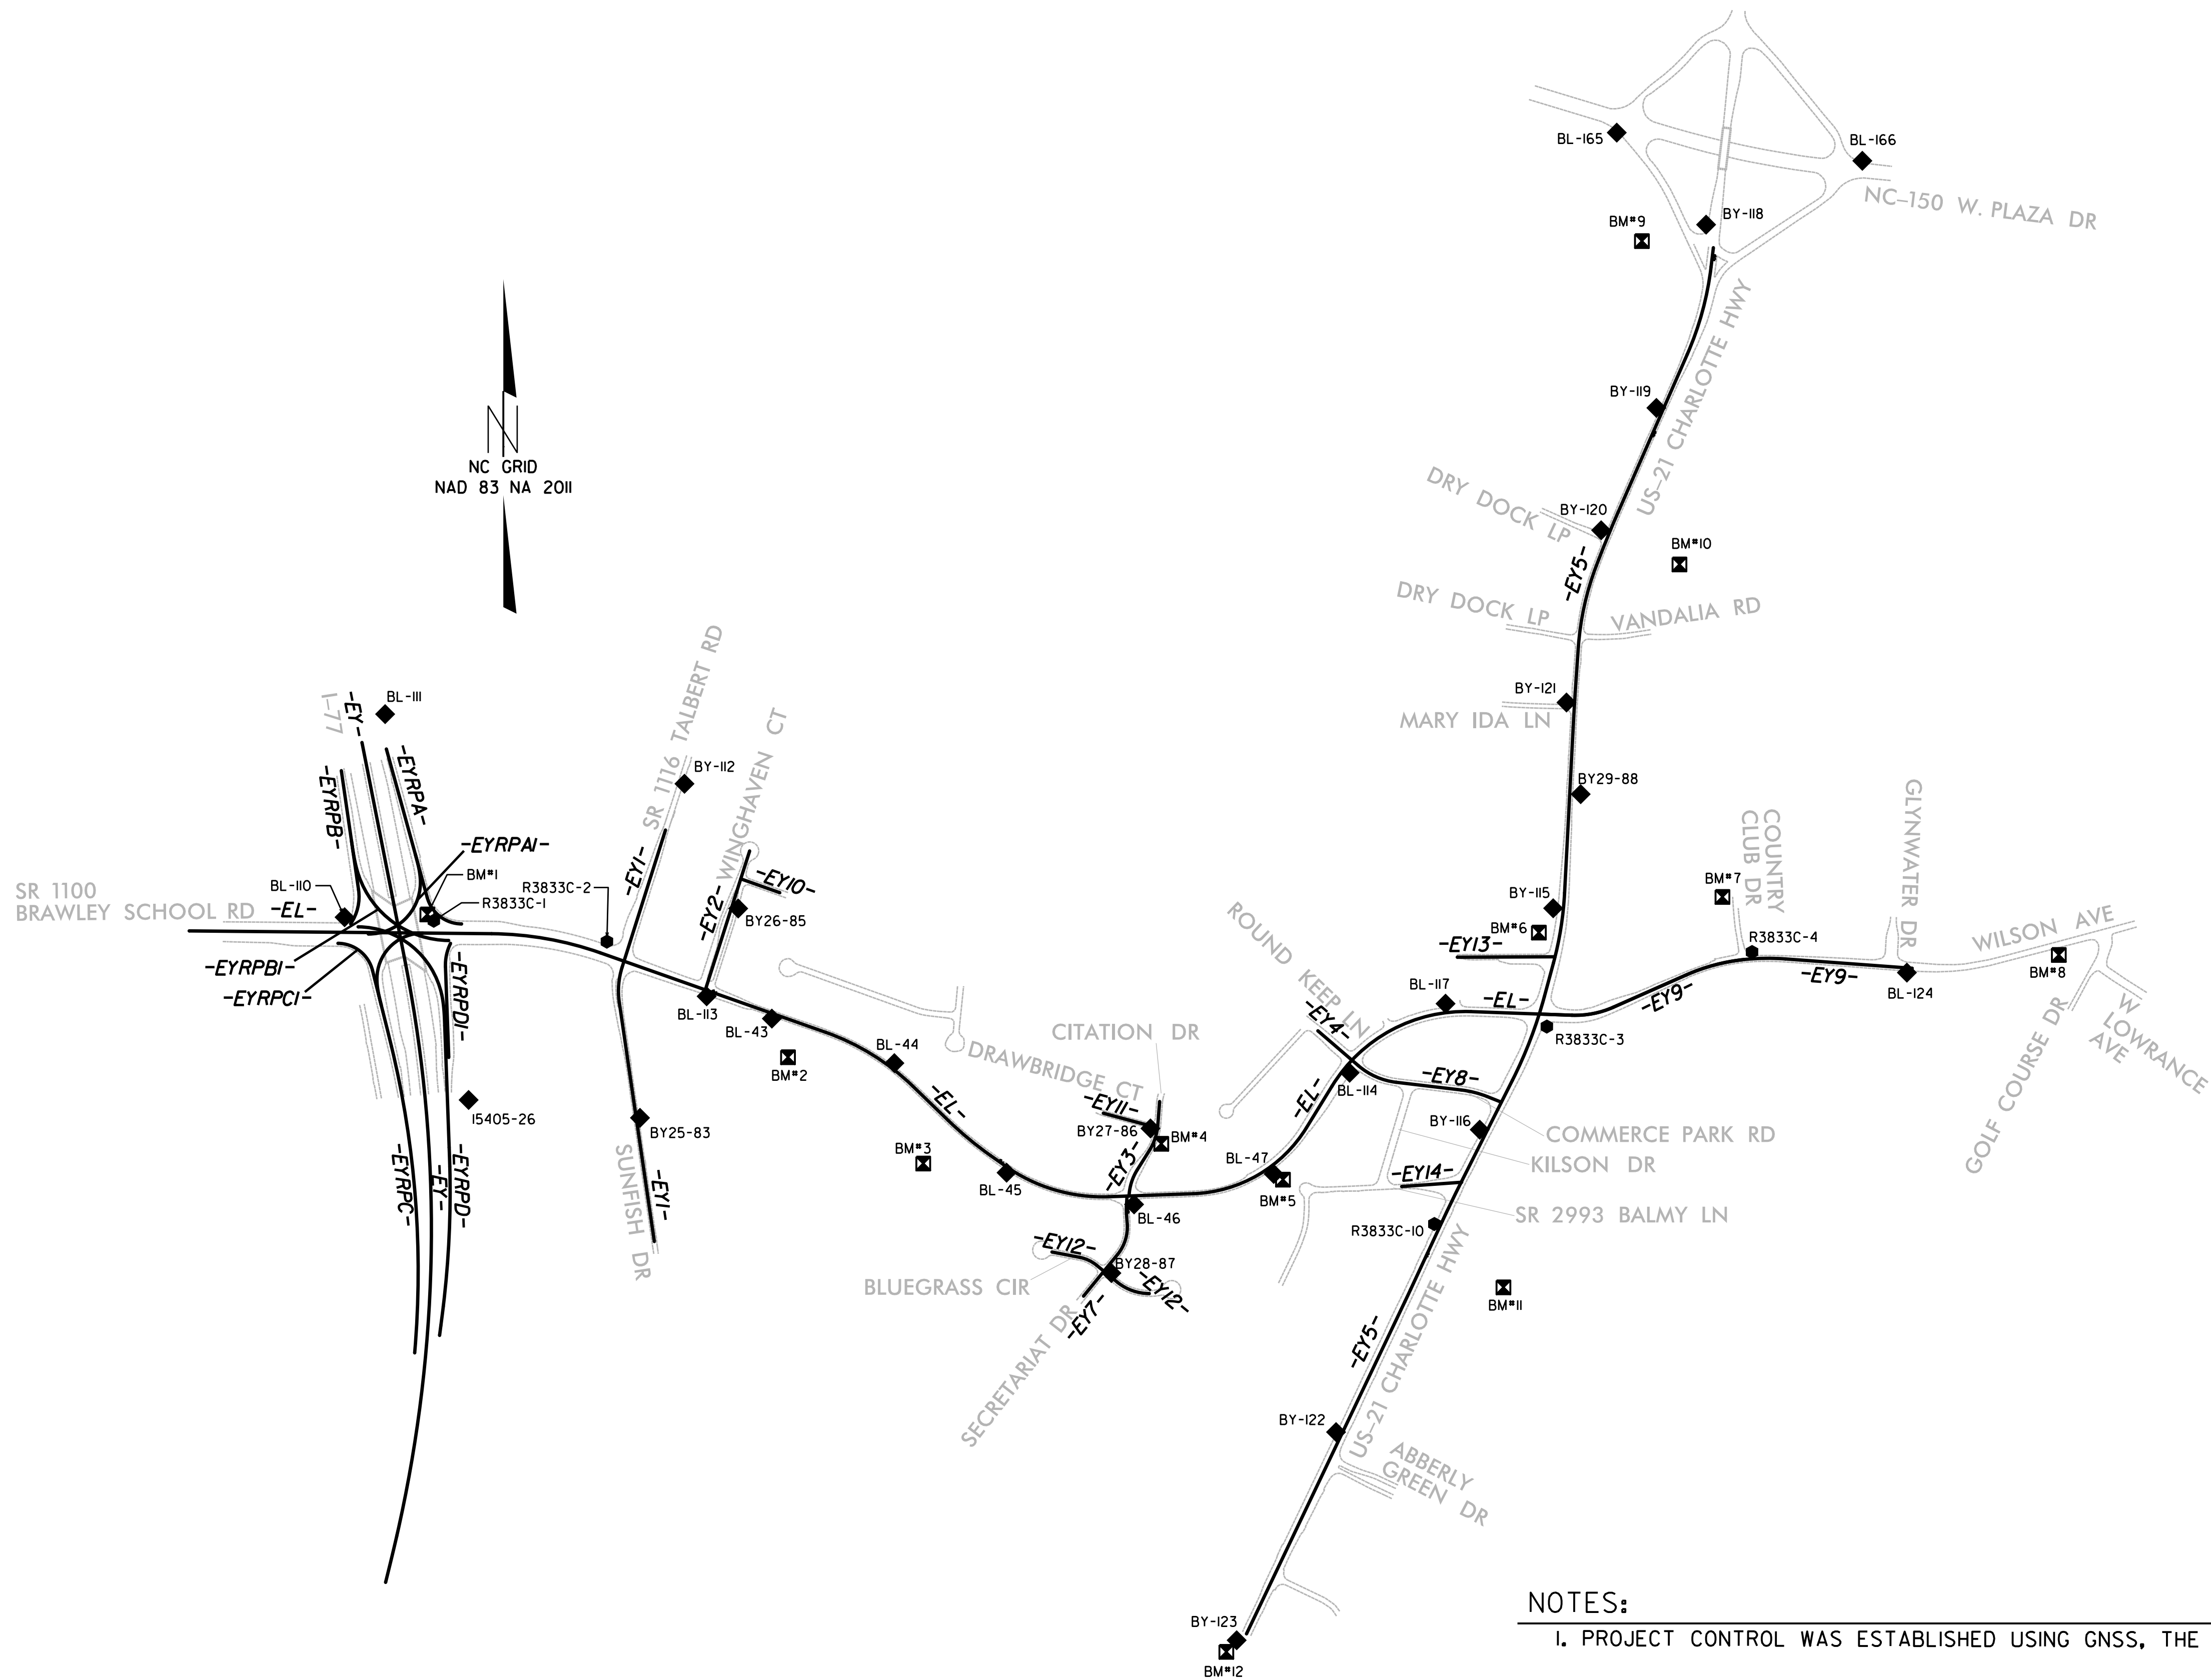 BL-165
BL-166
NC-150 W. PLAZA DR
BY-118
BM#9
US-21 CHARLOTTE HWY
NC GRID
NAD 83 NA 2011
BY-119
DRY DOCK LP
BY-120
BM#10
-EY5-
DRY DOCK LP
VANDALIA RD
BY-121
MARY IDA LN
I-77
-EY-
BL-111
-EYRPA-
-EYRPB-
SR 1116 TALBERT RD
WINGHAVEN CT
BY-112
BY29-88
GLYNWATER DR
COUNTRY
CLUB DR
-EYRPA1-
BM#1
R3833C-1
R3833C-2
-EY1-
-EY2-
-EY10-
BY26-85
SR 1100
BRAWLEY SCHOOL RD
BL-110
-EL-
BY-115
BM#6
BM#7
-EY13-
R3833C-4
WILSON AVE
BM#8
ROUND KEEP LN
-EYRPB1-
-EYRPC1-
-EYRPD1-
BL-113
BL-43
BM#2
BL-44
DRAWBRIDGE CT
CITATION DR
-EY4-
BL-117
-EL-
R3833C-3
-EY9-
-EY9-
BL-124
GOLF COURSE DR
W
LOWRANCE
AVE
15405-26
BY25-83
-EL-
-EY11-
BY27-86
BM#4
-EL-
BL-114
-EY8-
BY-116
COMMERCE PARK RD
KILSON DR
-EYRPC-
-EY-
-EYRPD-
SUNFISH DR
-EY1-
BM#3
BL-45
-EY3-
BL-46
BL-47
BM#5
-EY14-
SR 2993 BALMY LN
R3833C-10
-EY12-
BLUEGRASS CIR
BY28-87
-EY12-
-EY7-
SECRETARIAT DR
BM#11
US-21 CHARLOTTE HWY
-EY5-
BY-122
ABBERLY
GREEN DR
BY-123
BM#12
NOTES:
1. PROJECT CONTROL WAS ESTABLISHED USING GNSS, THE